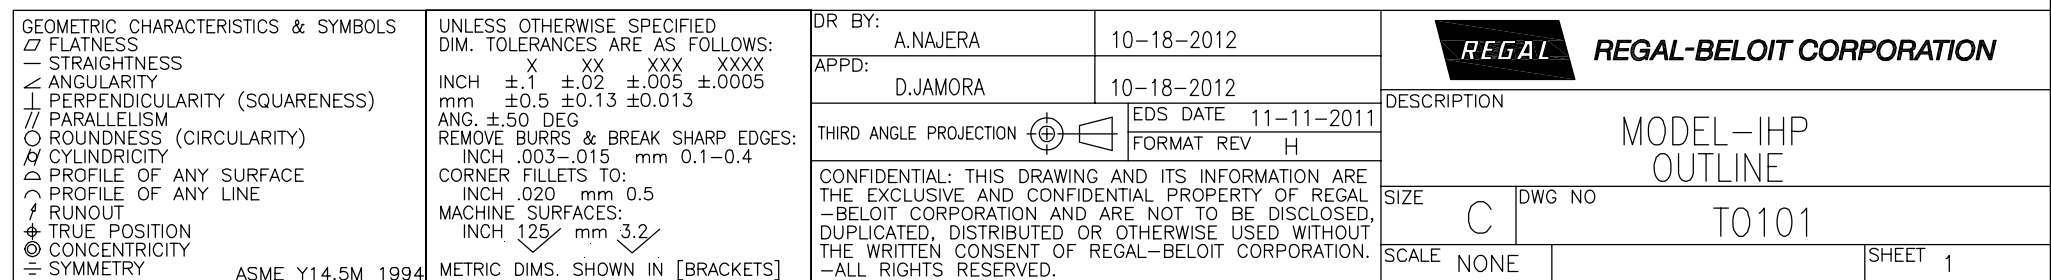 GEOMETRIC CHARACTERISTICS & SYMBOLS
⏥ FLATNESS
— STRAIGHTNESS
∠ ANGULARITY
⊥ PERPENDICULARITY (SQUARENESS)
// PARALLELISM
○ ROUNDNESS (CIRCULARITY)
⌭ CYLINDRICITY
⌓ PROFILE OF ANY SURFACE
⌒ PROFILE OF ANY LINE
↗ RUNOUT
⌖ TRUE POSITION
◎ CONCENTRICITY
⌯ SYMMETRY
ASME Y14.5M 1994
UNLESS OTHERWISE SPECIFIED
DIM. TOLERANCES ARE AS FOLLOWS:
X XX XXX XXXX
INCH ±.1 ±.02 ±.005 ±.0005
mm ±0.5 ±0.13 ±0.013
ANG. ±.50 DEG
REMOVE BURRS & BREAK SHARP EDGES:
INCH .003-.015 mm 0.1-0.4
CORNER FILLETS TO:
INCH .020 mm 0.5
MACHINE SURFACES:
INCH 125 mm 3.2
METRIC DIMS. SHOWN IN [BRACKETS]
DR BY:
A.NAJERA 10-18-2012
APPD:
D.JAMORA 10-18-2012
THIRD ANGLE PROJECTION
EDS DATE 11-11-2011
FORMAT REV H
CONFIDENTIAL: THIS DRAWING AND ITS INFORMATION ARE
THE EXCLUSIVE AND CONFIDENTIAL PROPERTY OF REGAL
-BELOIT CORPORATION AND ARE NOT TO BE DISCLOSED,
DUPLICATED, DISTRIBUTED OR OTHERWISE USED WITHOUT
THE WRITTEN CONSENT OF REGAL-BELOIT CORPORATION.
-ALL RIGHTS RESERVED.
REGAL REGAL-BELOIT CORPORATION
DESCRIPTION
MODEL-IHP
OUTLINE
SIZE C
DWG NO TO101
SCALE NONE
SHEET 1